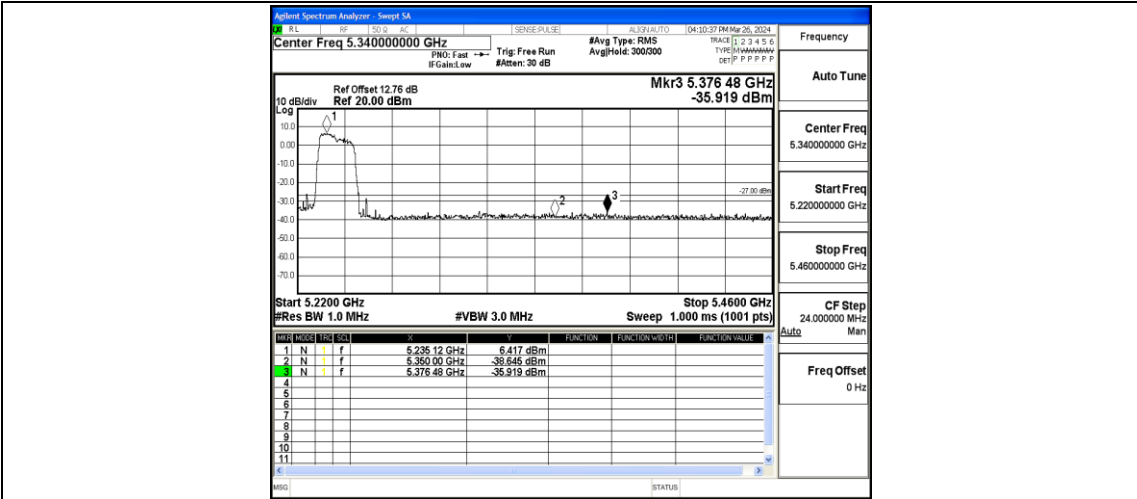 Agilent Spectrum Analyzer - Swept SA
RL RF 50 Ω AC SENSE:PULSE ALIGNAUTO 04:10:37 PM Mar 26, 2024
Center Freq 5.340000000 GHz #Avg Type: RMS TRACE 1 2 3 4 5 6
PNO: Fast Trig: Free Run Avg|Hold: 300/300 TYPE M WWWWW
IFGain:Low #Atten: 30 dB DET P P P P P P
Frequency
Auto Tune
Center Freq
5.340000000 GHz
Start Freq
5.220000000 GHz
Stop Freq
5.460000000 GHz
CF Step
24.000000 MHz
Auto Man
Freq Offset
0 Hz
Mkr3 5.376 48 GHz
-35.919 dBm
Ref Offset 12.76 dB
10 dB/div Ref 20.00 dBm
Log
10.0
0.00
-10.0
-20.0
-30.0
-40.0
-50.0
-60.0
-70.0
1
2
3
-27.00 dBm
Start 5.2200 GHz Stop 5.4600 GHz
#Res BW 1.0 MHz #VBW 3.0 MHz Sweep 1.000 ms (1001 pts)
MKR MODE TRC SCL X Y FUNCTION FUNCTION WIDTH FUNCTION VALUE
1 N 1 f 5.235 12 GHz 6.417 dBm
2 N 1 f 5.350 00 GHz -38.645 dBm
3 N 1 f 5.376 48 GHz -35.919 dBm
4
5
6
7
8
9
10
11
MSG STATUS